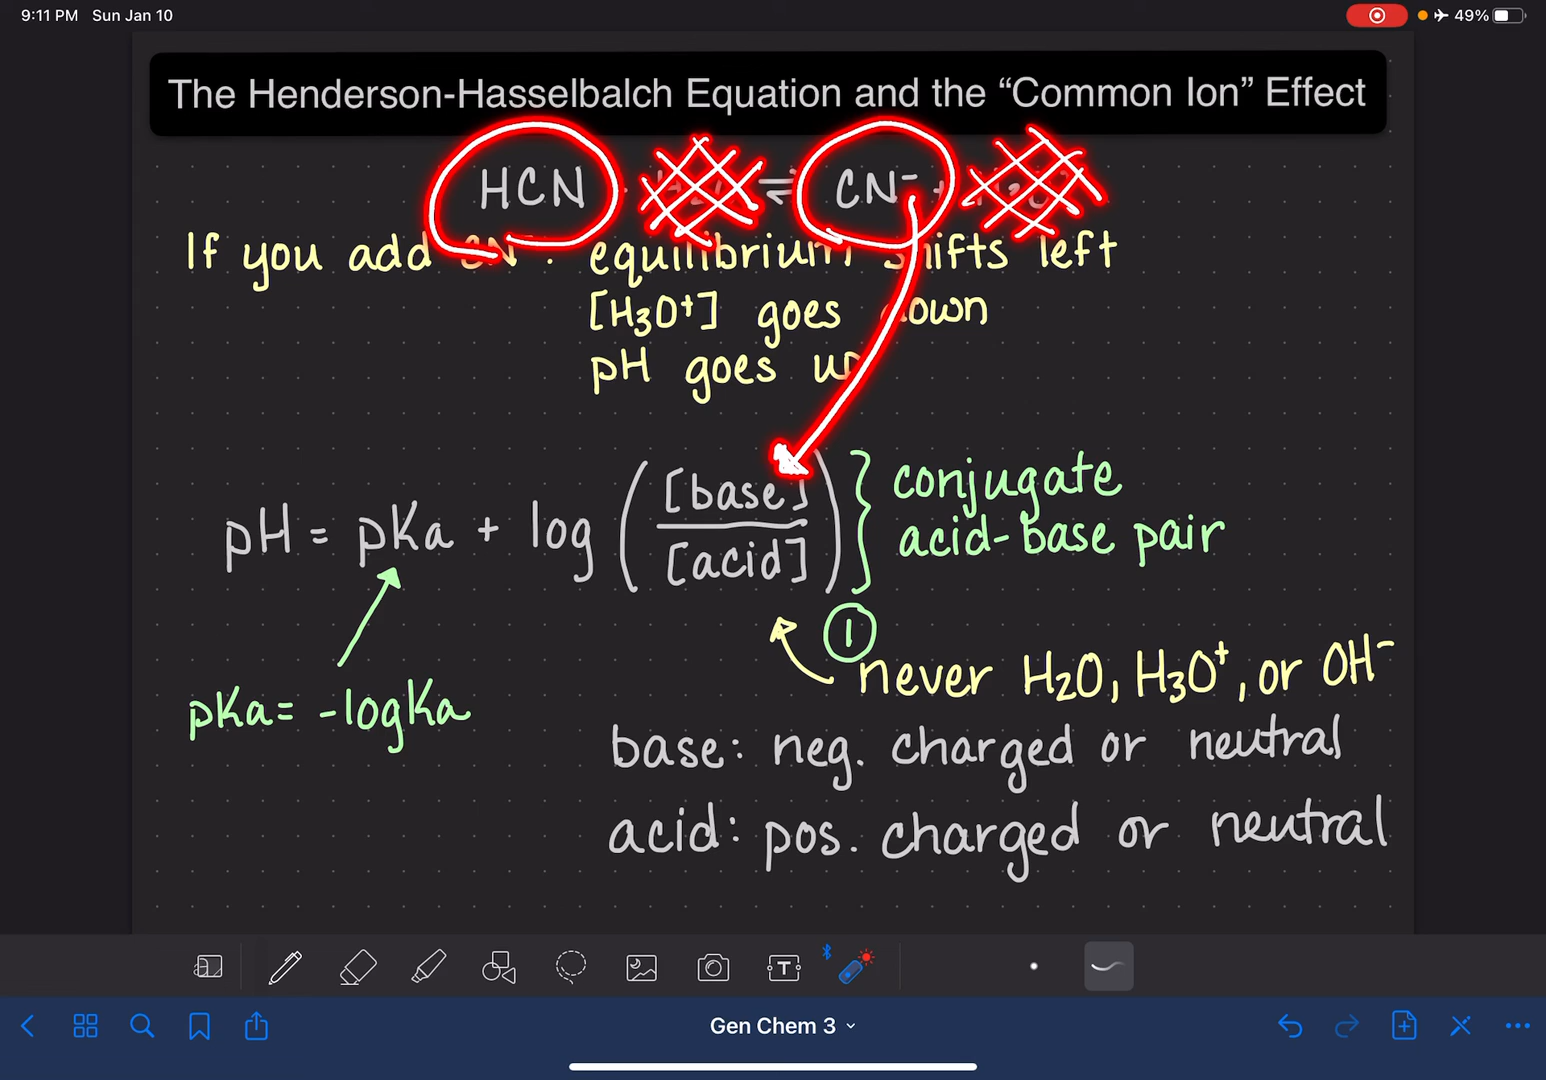 9:11 PM Sun Jan 10
49%
The Henderson-Hasselbalch Equation and the “Common Ion” Effect
HCN ⇌ CN⁻ +
If you add CN⁻: equilibrium shifts left
[H₃O⁺] goes down
pH goes up
pH = pKa + log ([base] / [acid]) } conjugate acid-base pair
①
never H₂O, H₃O⁺, or OH⁻
pKa = -logKa
base: neg. charged or neutral
acid: pos. charged or neutral
T
Gen Chem 3